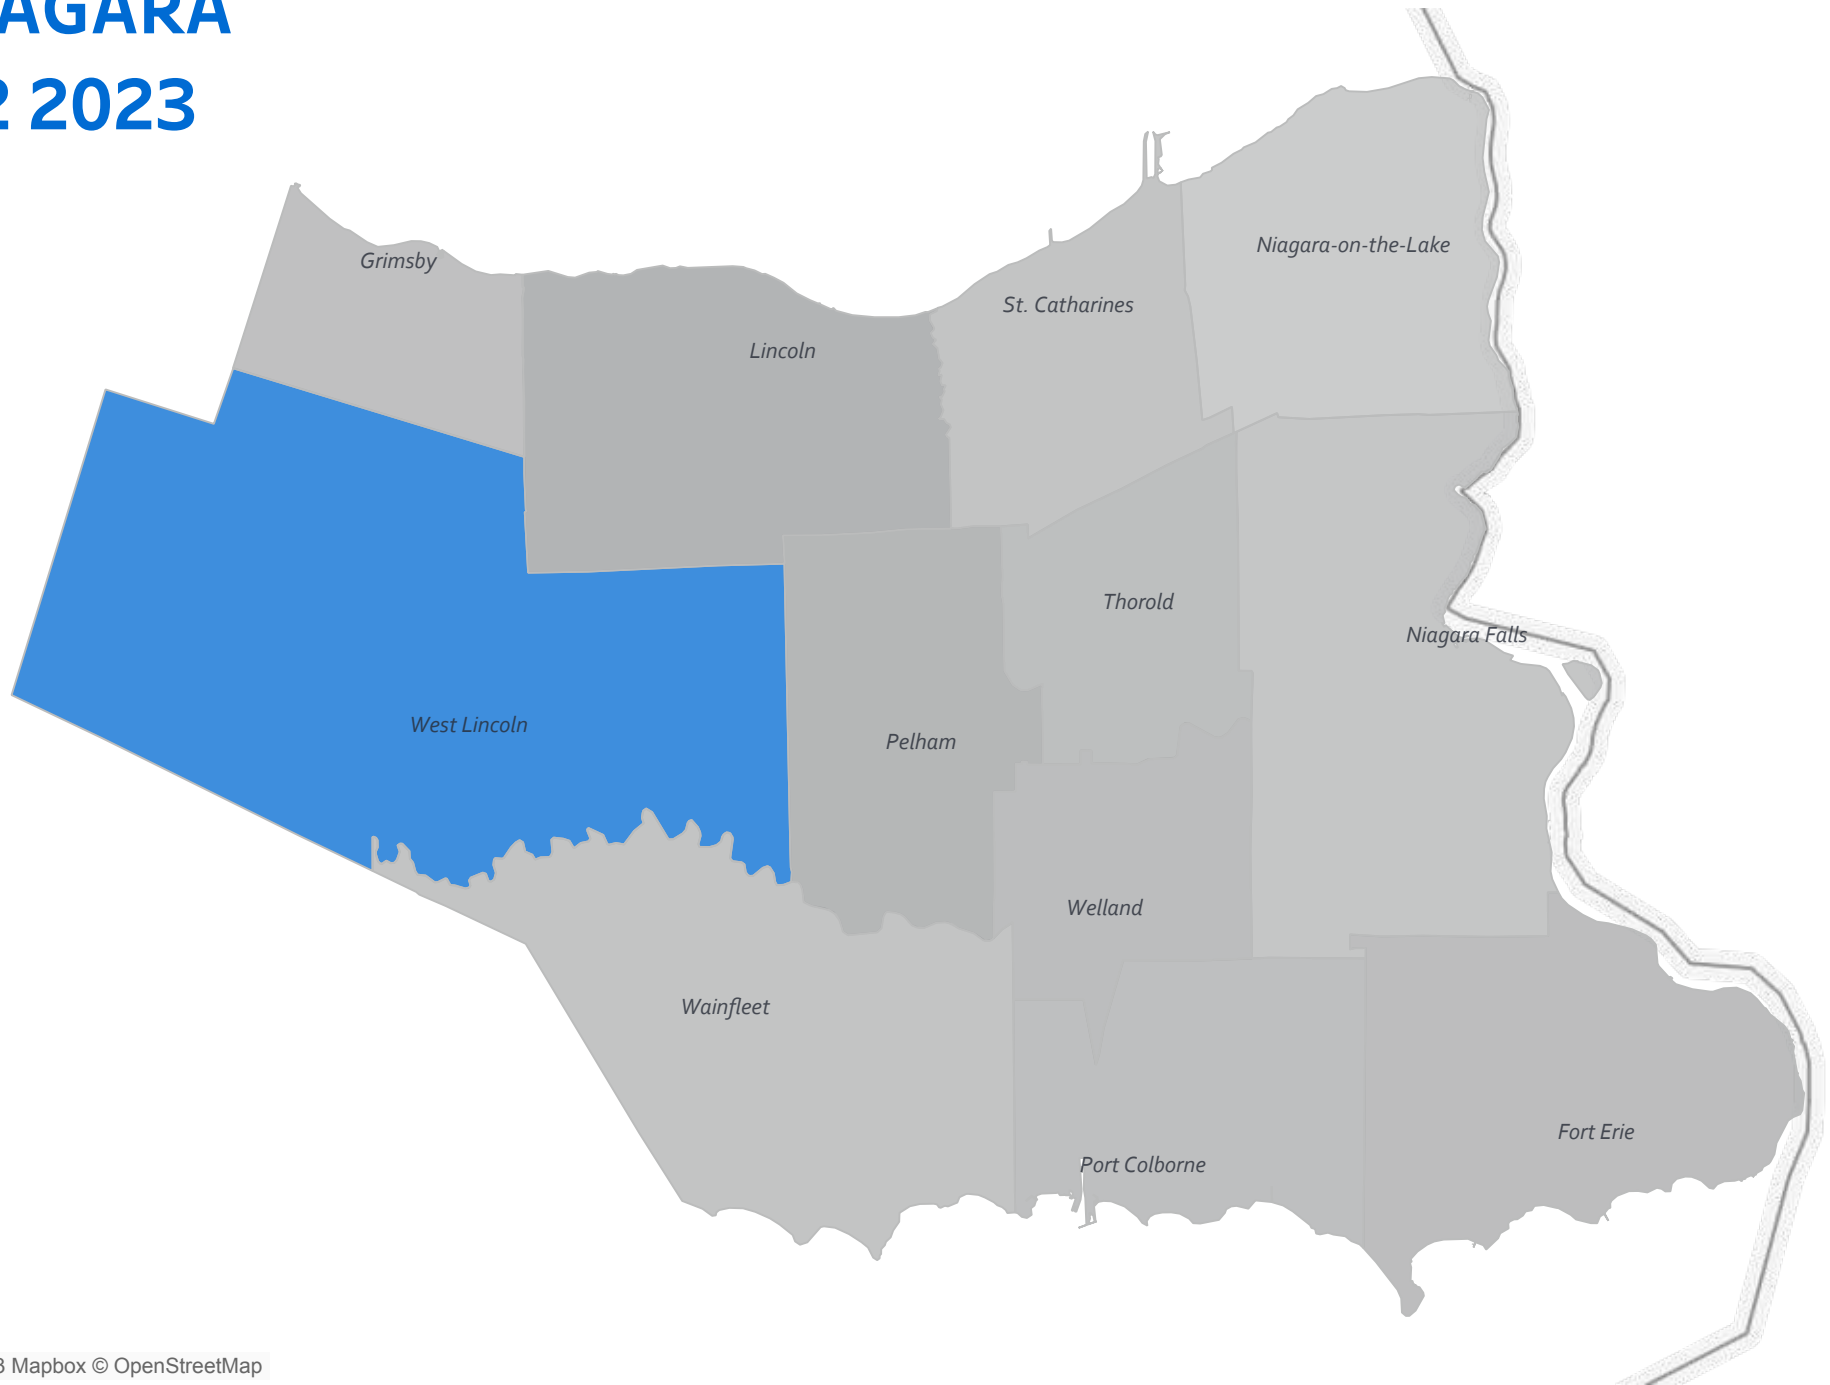 AGARA
2 2023
Niagara-on-the-Lake
Grimsby
St. Catharines
Lincoln
Thorold
Niagara Falls
West Lincoln
Pelham
Welland
Wainfleet
Fort Erie
Port Colborne
3 Mapbox © OpenStreetMap